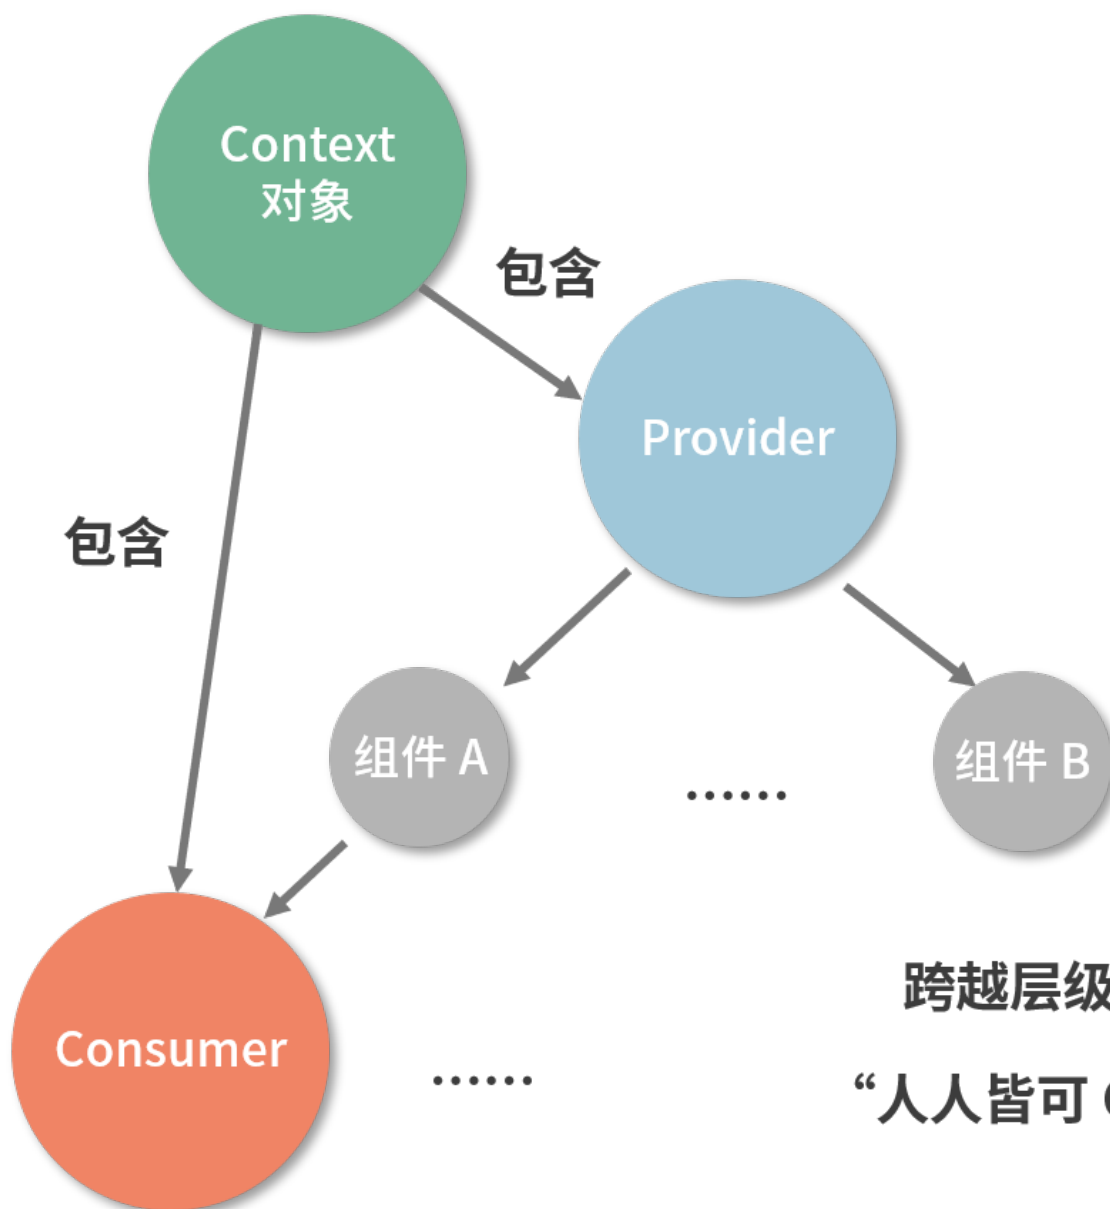 Context
对象
包含
Provider
包含
组件 A
……
组件 B
跨越层级
Consumer
……
“人人皆可